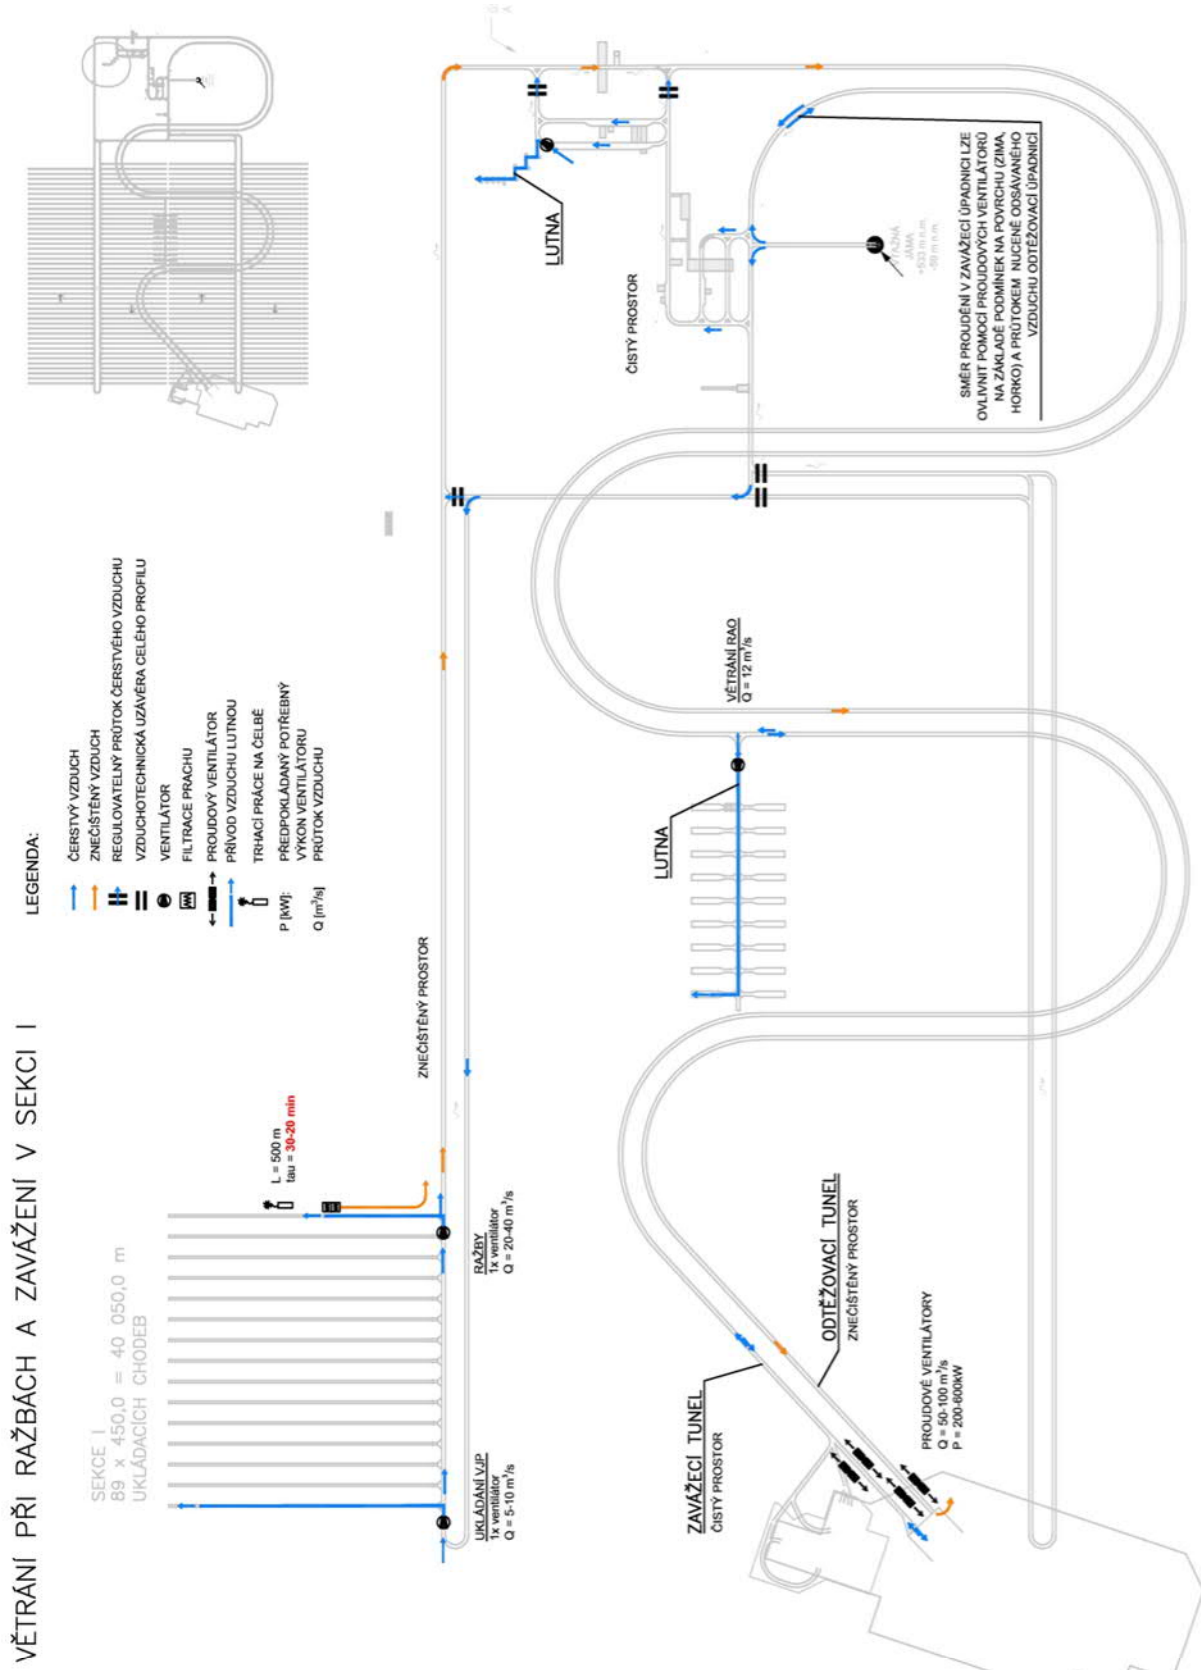 VĚTRÁNÍ PŘI RAŽBÁCH A ZAVÁŽENÍ V SEKCI I
LEGENDA:
ČERSTVÝ VZDUCH
ZNEČIŠTĚNÝ VZDUCH
REGULOVATELNÝ PRŮTOK ČERSTVÉHO VZDUCHU
VZDUCHOTECHNICKÁ UZÁVĚRA CELÉHO PROFILU
VENTILÁTOR
FILTRACE PRACHU
PROUDOVÝ VENTILÁTOR
PŘÍVOD VZDUCHU LUTNOU
TRHACÍ PRÁCE NA ČELBĚ
P [kW]: PŘEDPOKLÁDANÝ POTŘEBNÝ
VÝKON VENTILÁTORU
Q [m³/s] PRŮTOK VZDUCHU
SEKCE I
89 x 450,0 = 40 050,0 m
UKLÁDACÍCH CHODEB
L = 500 m
tau = 30-20 min
ZNEČIŠTĚNÝ PROSTOR
UKLÁDÁNÍ VJP
1x ventilátor
Q = 5-10 m³/s
RAŽBY
1x ventilátor
Q = 20-40 m³/s
LUTNA
ČISTÝ PROSTOR
VTAŽNÁ
JÁMA
+533 m n.m.
-59 m n.m.
SMĚR PROUDĚNÍ V ZAVÁŽECÍ ÚPADNICI LZE
OVLIVNIT POMOCÍ PROUDOVÝCH VENTILÁTORŮ
NA ZÁKLADĚ PODMÍNEK NA POVRCHU (ZIMA,
HORKO) A PRŮTOKEM NUCENĚ ODSÁVANÉHO
VZDUCHU ODTĚŽOVACÍ ÚPADNICÍ
VĚTRÁNÍ RAO
Q = 12 m³/s
LUTNA
ZAVÁŽECÍ TUNEL
ČISTÝ PROSTOR
ODTĚŽOVACÍ TUNEL
ZNEČIŠTĚNÝ PROSTOR
PROUDOVÉ VENTILÁTORY
Q = 50-100 m³/s
P = 200-600kW